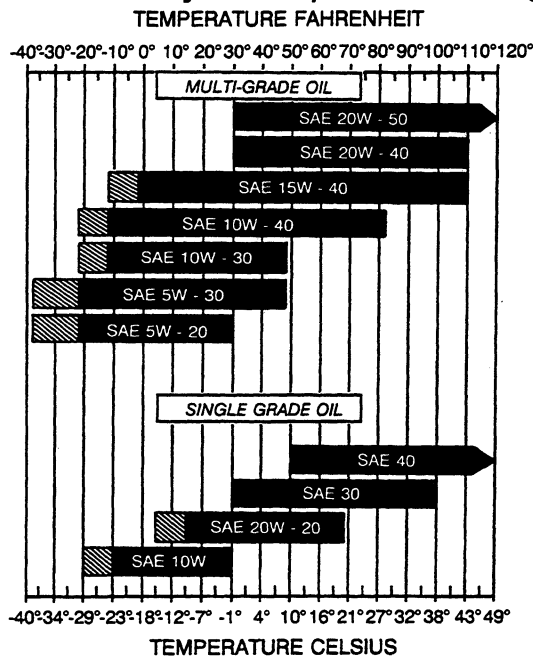 TEMPERATURE FAHRENHEIT
-40°-30°-20°-10° 0° 10° 20° 30° 40° 50° 60° 70° 80° 90° 100°110°120°
MULTI-GRADE OIL
SAE 20W - 50
SAE 20W - 40
SAE 15W - 40
SAE 10W - 40
SAE 10W - 30
SAE 5W - 30
SAE 5W - 20
SINGLE GRADE OIL
SAE 40
SAE 30
SAE 20W - 20
SAE 10W
-40°-34°-29°-23°-18°-12°-7° -1° 4° 10°16°21°27°32°38°43°49°
TEMPERATURE CELSIUS